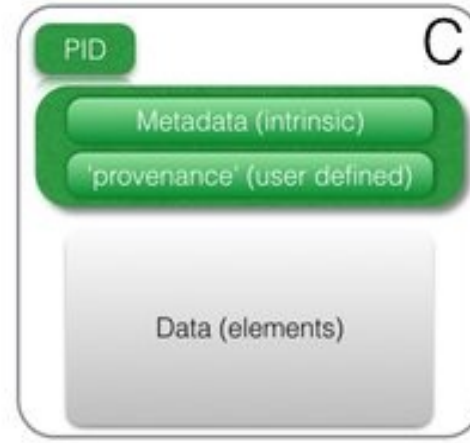 PID
C
Metadata (intrinsic)
'provenance' (user defined)
Data (elements)